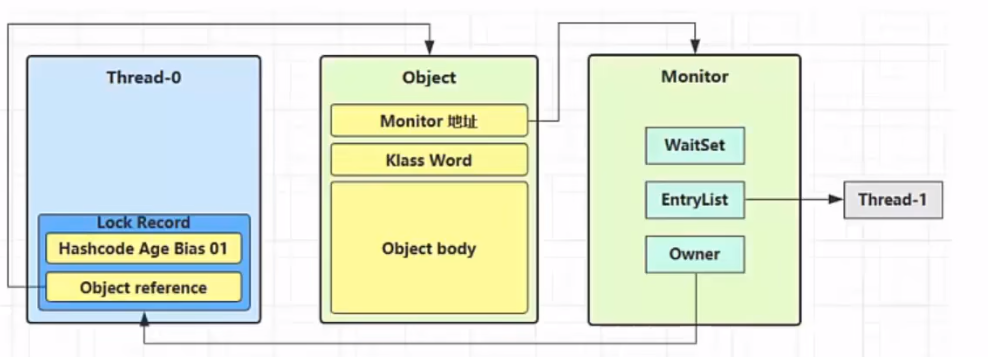 Thread-0
Lock Record
Hashcode Age Bias 01
Object reference
Object
Monitor 地址
Klass Word
Object body
Monitor
WaitSet
EntryList
Owner
Thread-1